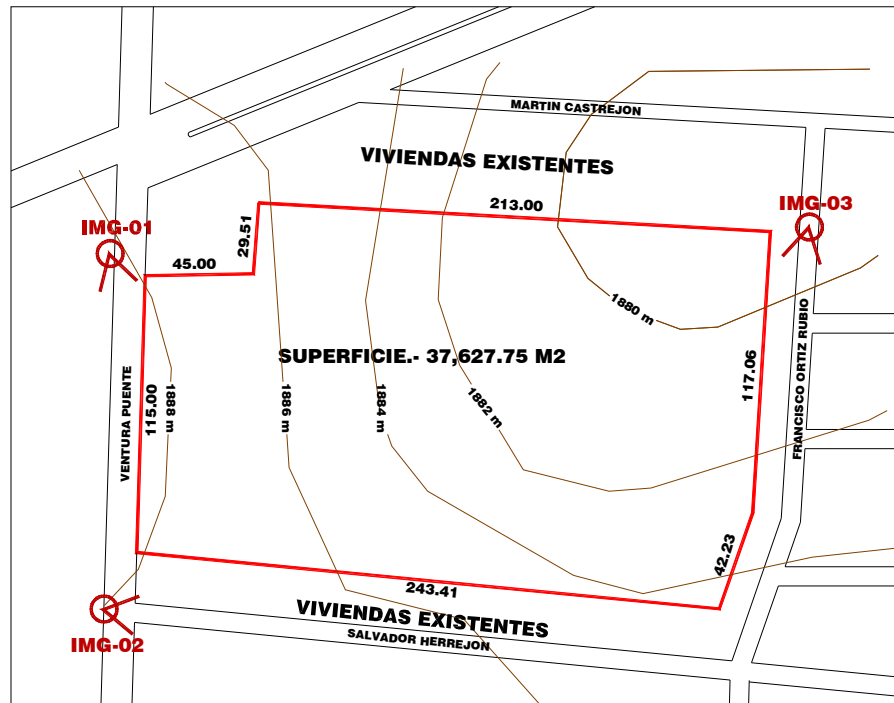 MARTIN CASTREJON
VIVIENDAS EXISTENTES
213.00
IMG-03
IMG-01
29.51
45.00
1880 m
FRANCISCO ORTIZ RUBIO
SUPERFICIE.- 37,627.75 M2
117.06
VENTURA PUENTE
115.00
1888 m
1886 m
1884 m
1882 m
42.23
243.41
VIVIENDAS EXISTENTES
SALVADOR HERREJON
IMG-02